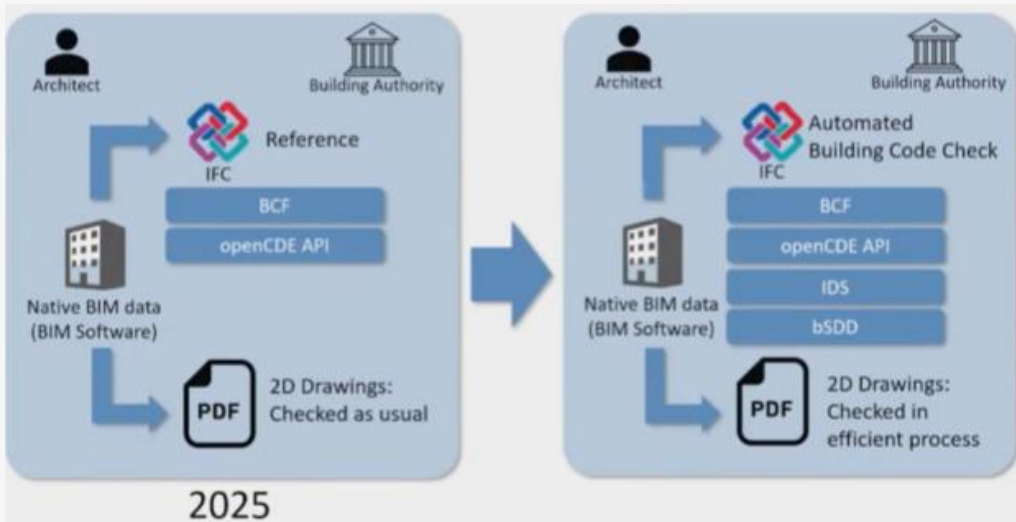 Architect
Building Authority
Reference
IFC
BCF
openCDE API
Native BIM data
(BIM Software)
PDF
2D Drawings:
Checked as usual
2025
Architect
Building Authority
Automated
Building Code Check
IFC
BCF
openCDE API
IDS
bSDD
Native BIM data
(BIM Software)
PDF
2D Drawings:
Checked in
efficient process